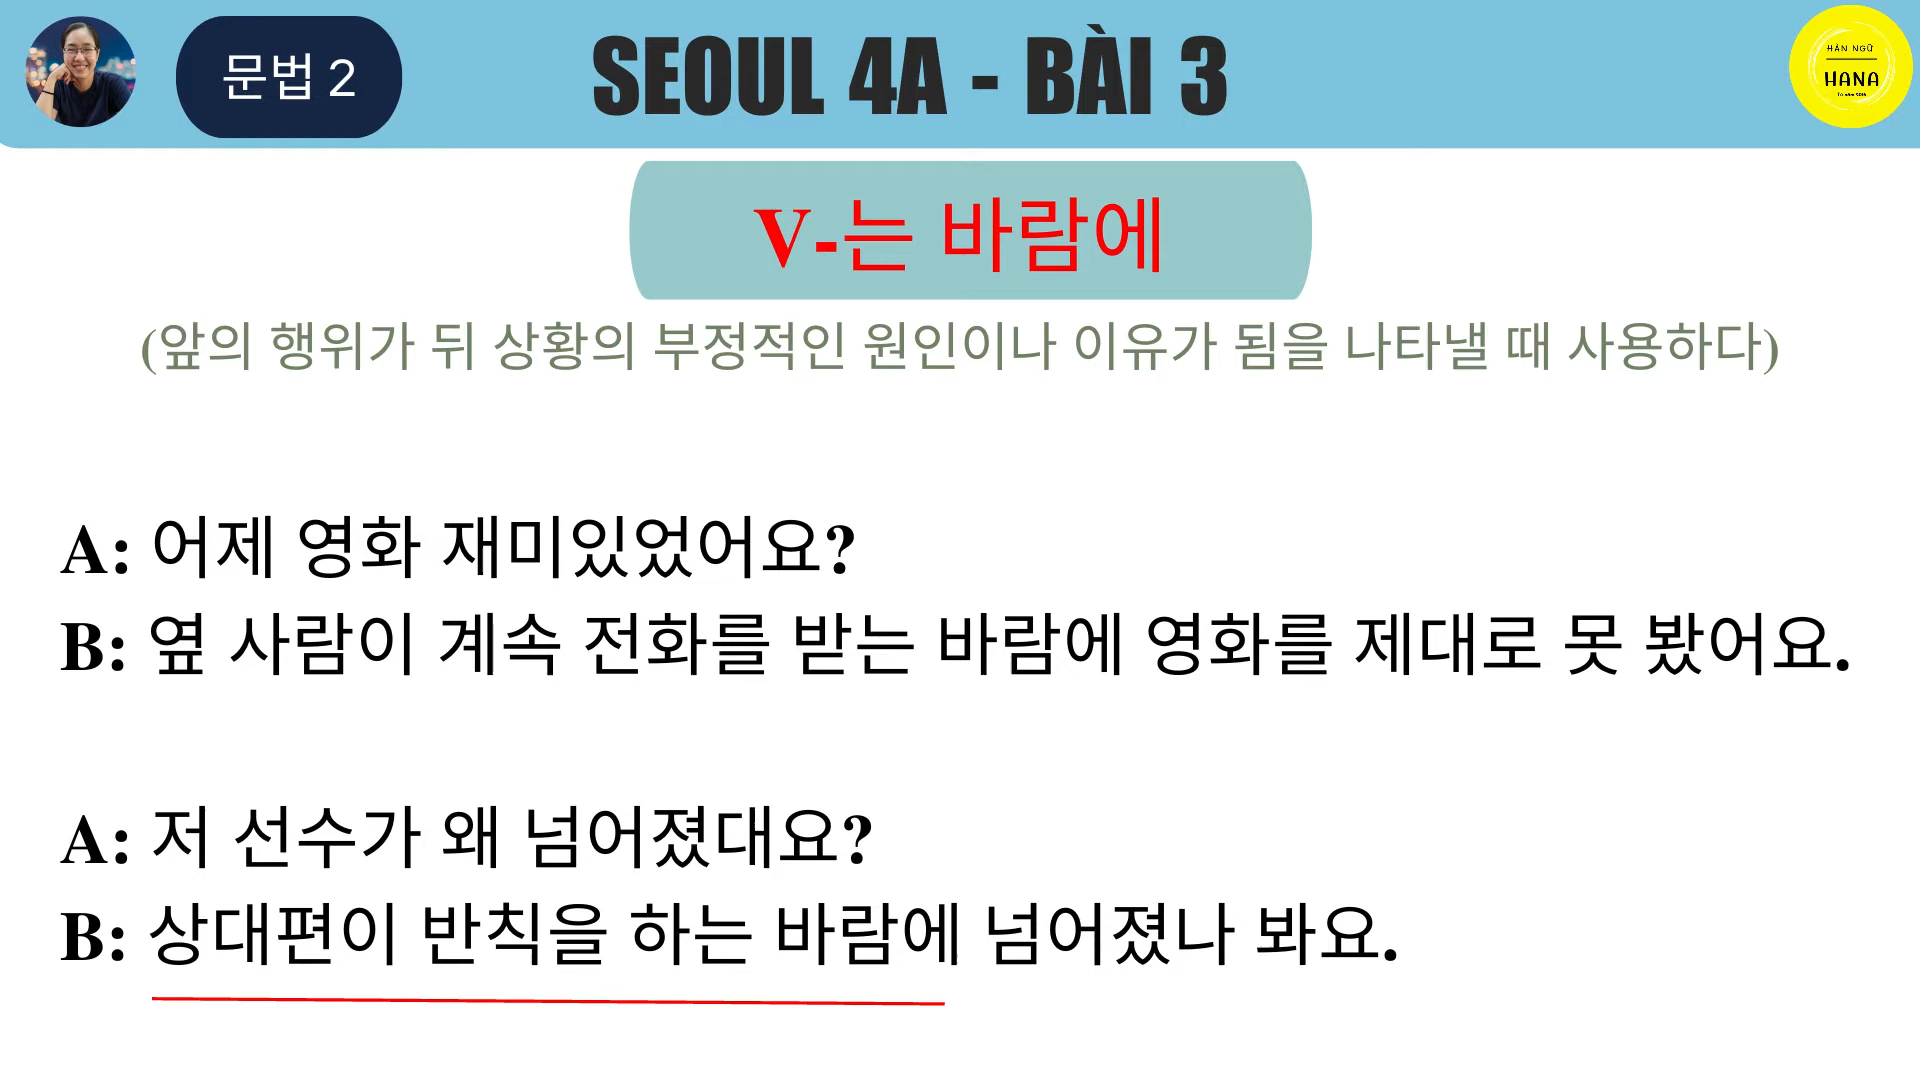 문법 2
SEOUL 4A - BÀI 3
HÀN NGỮ
HANA
Từ năm 2016
V-는 바람에
(앞의 행위가 뒤 상황의 부정적인 원인이나 이유가 됨을 나타낼 때 사용하다)
A: 어제 영화 재미있었어요?
B: 옆 사람이 계속 전화를 받는 바람에 영화를 제대로 못 봤어요.
A: 저 선수가 왜 넘어졌대요?
B: 상대편이 반칙을 하는 바람에 넘어졌나 봐요.